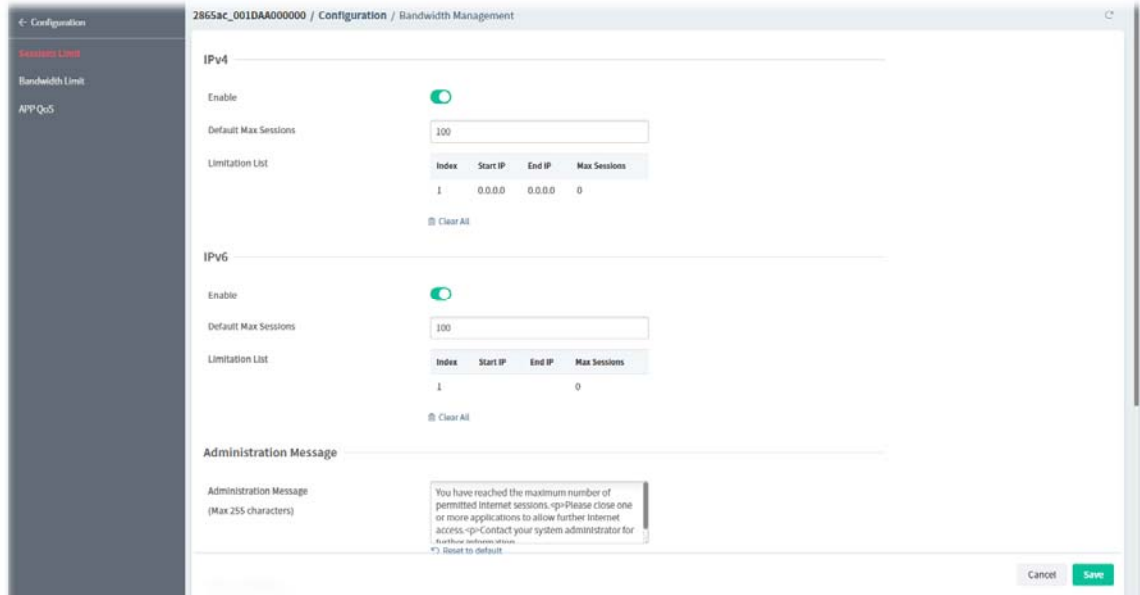 ← Configuration
Sessions Limit
Bandwidth Limit
APP QoS
2865ac_001DAA000000 / Configuration / Bandwidth Management
IPv4
Enable
Default Max Sessions
100
Limitation List
Index Start IP End IP Max Sessions
1 0.0.0.0 0.0.0.0 0
Clear All
IPv6
Enable
Default Max Sessions
100
Limitation List
Index Start IP End IP Max Sessions
1 0
Clear All
Administration Message
Administration Message
(Max 255 characters)
You have reached the maximum number of
permitted Internet sessions.<p>Please close one
or more applications to allow further Internet
access.<p>Contact your system administrator for
further information
Reset to default
Cancel Save